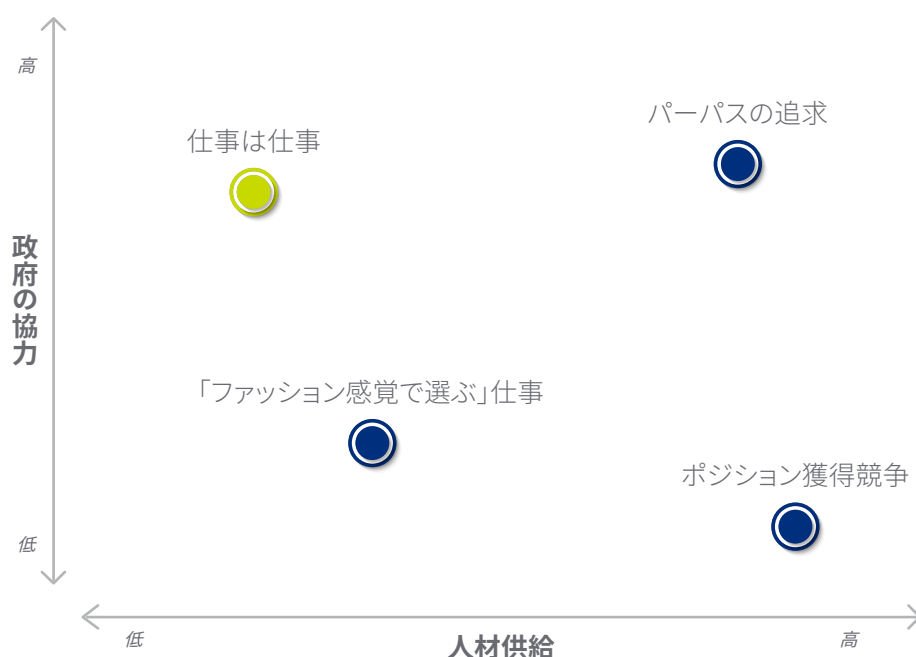 高
パーパスの追求
仕事は仕事
政府の協力
「ファッション感覚で選ぶ」仕事
ポジション獲得競争
低
低
人材供給
高